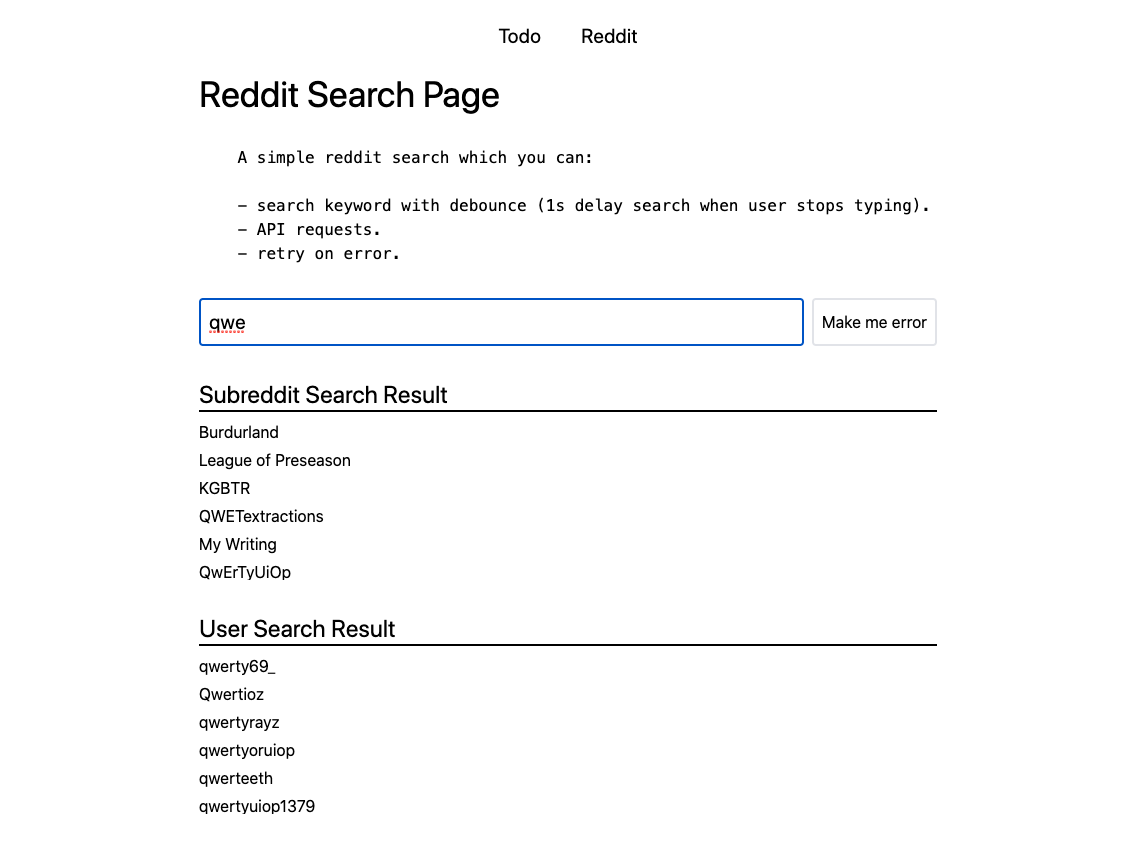 Todo Reddit
Reddit Search Page
A simple reddit search which you can:
- search keyword with debounce (1s delay search when user stops typing).
- API requests.
- retry on error.
qwe Make me error
Subreddit Search Result
Burdurland
League of Preseason
KGBTR
QWETextractions
My Writing
QwErTyUiOp
User Search Result
qwerty69_
Qwertioz
qwertyrayz
qwertyoruiop
qwerteeth
qwertyuiop1379